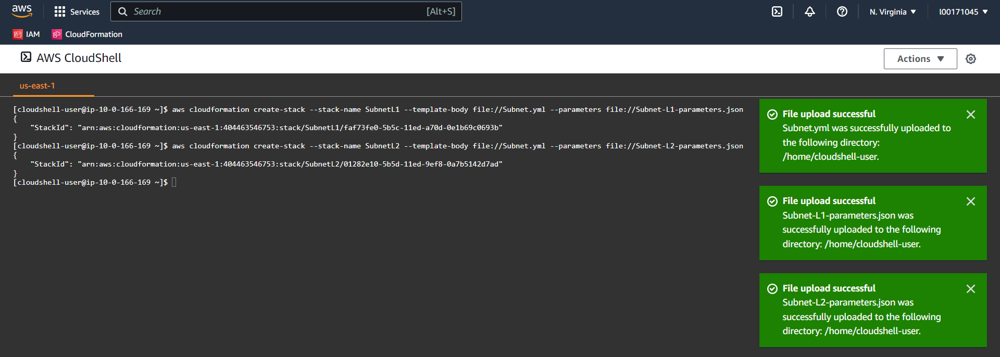 aws
Services
Search
[Alt+S]
N. Virginia
l00171045
IAM
CloudFormation
AWS CloudShell
Actions
us-east-1
[cloudshell-user@ip-10-0-166-169 ~]$ aws cloudformation create-stack --stack-name SubnetL1 --template-body file://Subnet.yml --parameters file://Subnet-L1-parameters.json
{
"StackId": "arn:aws:cloudformation:us-east-1:404463546753:stack/SubnetL1/faf73fe0-5b5c-11ed-a70d-0e1b69c0693b"
}
[cloudshell-user@ip-10-0-166-169 ~]$ aws cloudformation create-stack --stack-name SubnetL2 --template-body file://Subnet.yml --parameters file://Subnet-L2-parameters.json
{
"StackId": "arn:aws:cloudformation:us-east-1:404463546753:stack/SubnetL2/01282e10-5b5d-11ed-9ef8-0a7b5142d7ad"
}
[cloudshell-user@ip-10-0-166-169 ~]$
File upload successful
Subnet.yml was successfully uploaded to
the following directory:
/home/cloudshell-user.
File upload successful
Subnet-L1-parameters.json was
successfully uploaded to the following
directory: /home/cloudshell-user.
File upload successful
Subnet-L2-parameters.json was
successfully uploaded to the following
directory: /home/cloudshell-user.